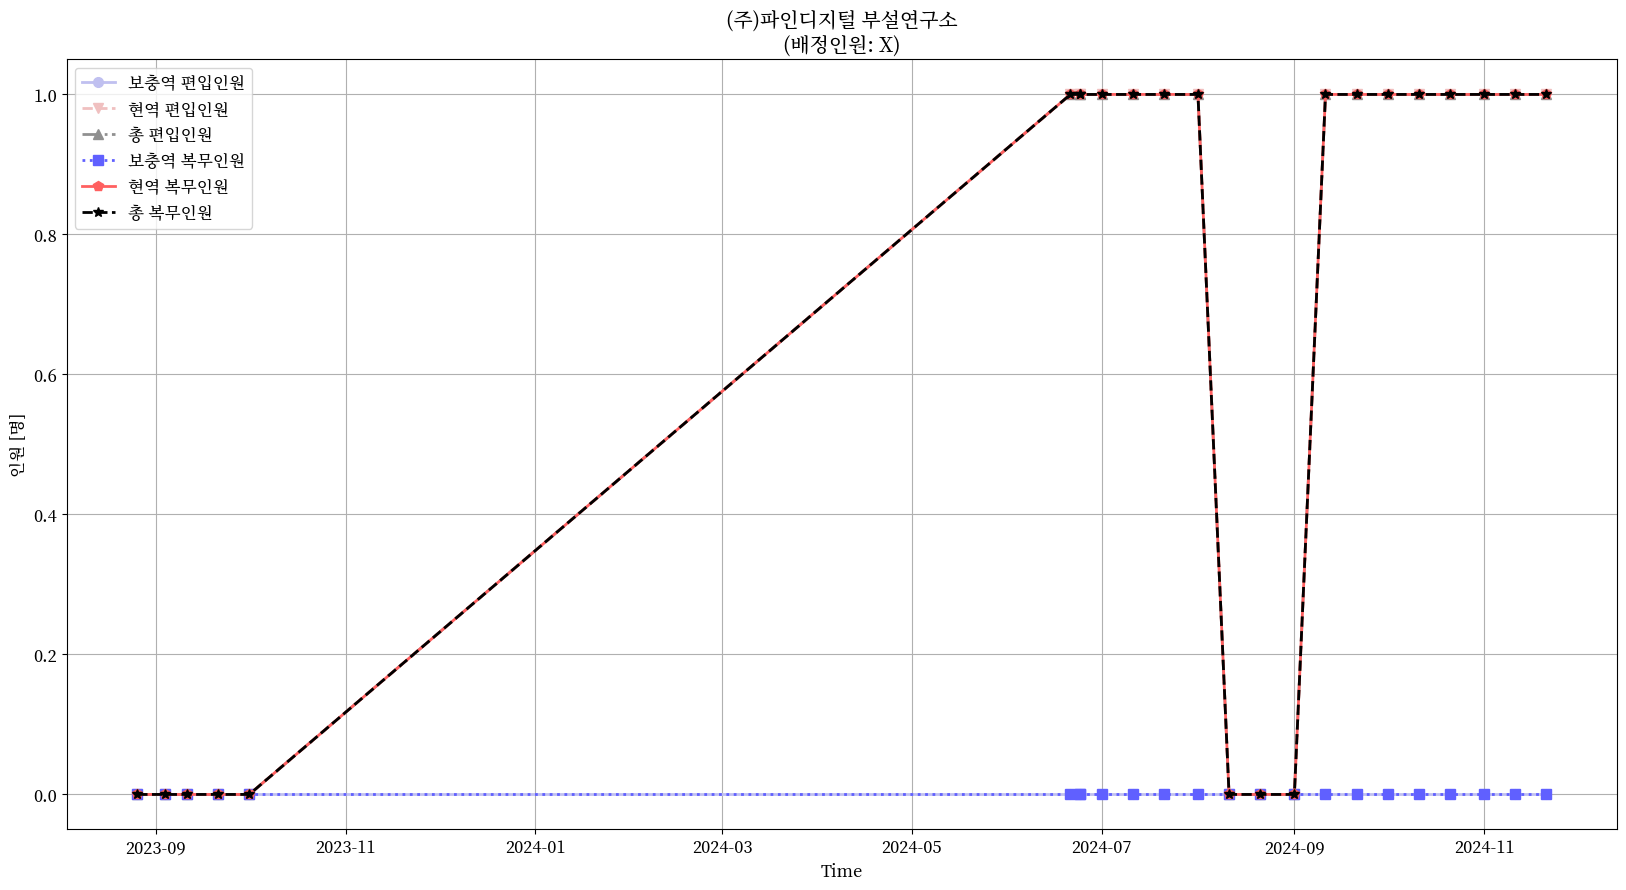 (주)파인디지털 부설연구소
(배정인원: X)
보충역 편입인원
현역 편입인원
총 편입인원
보충역 복무인원
현역 복무인원
총 복무인원
1.0
0.8
0.6
0.4
0.2
0.0
인원 [명]
2023-09
2023-11
2024-01
2024-03
2024-05
2024-07
2024-09
2024-11
Time